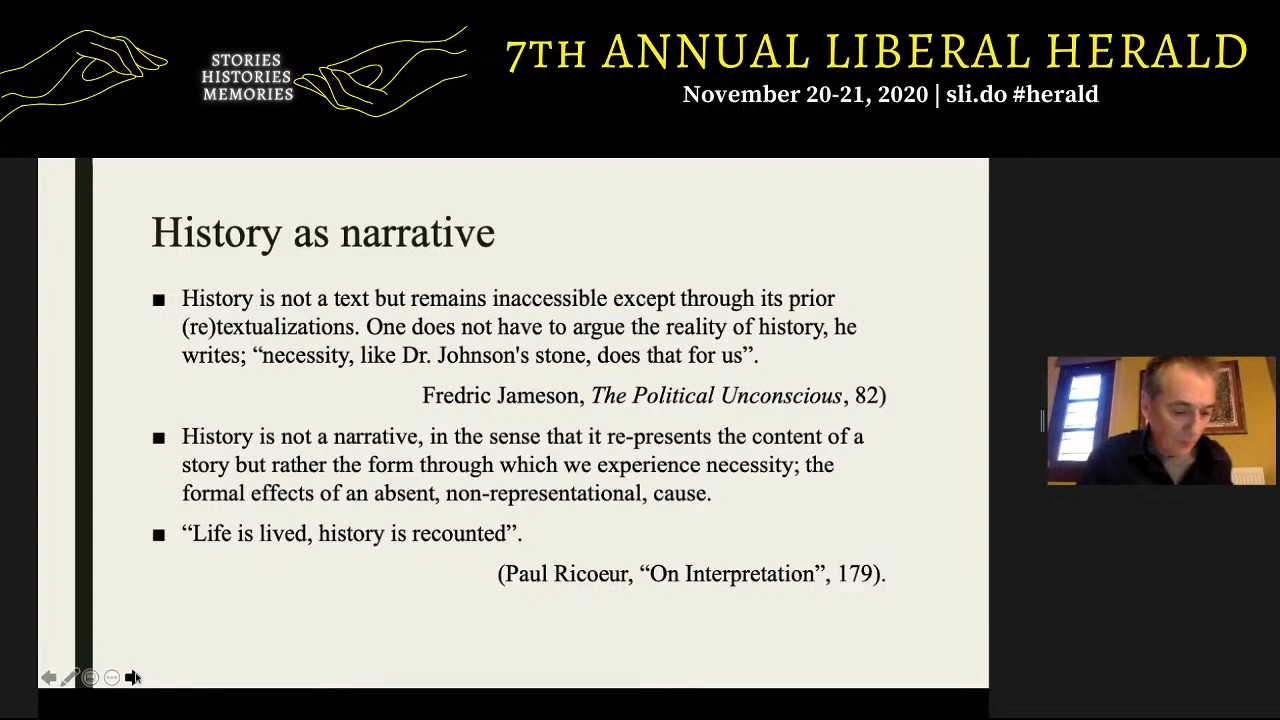 STORIES
HISTORIES
MEMORIES
7TH ANNUAL LIBERAL HERALD
November 20-21, 2020 | sli.do #herald
History as narrative
■ History is not a text but remains inaccessible except through its prior
(re)textualizations. One does not have to argue the reality of history, he
writes; “necessity, like Dr. Johnson's stone, does that for us”.
Fredric Jameson, The Political Unconscious, 82)
■ History is not a narrative, in the sense that it re-presents the content of a
story but rather the form through which we experience necessity; the
formal effects of an absent, non-representational, cause.
■ “Life is lived, history is recounted”.
(Paul Ricoeur, “On Interpretation”, 179).